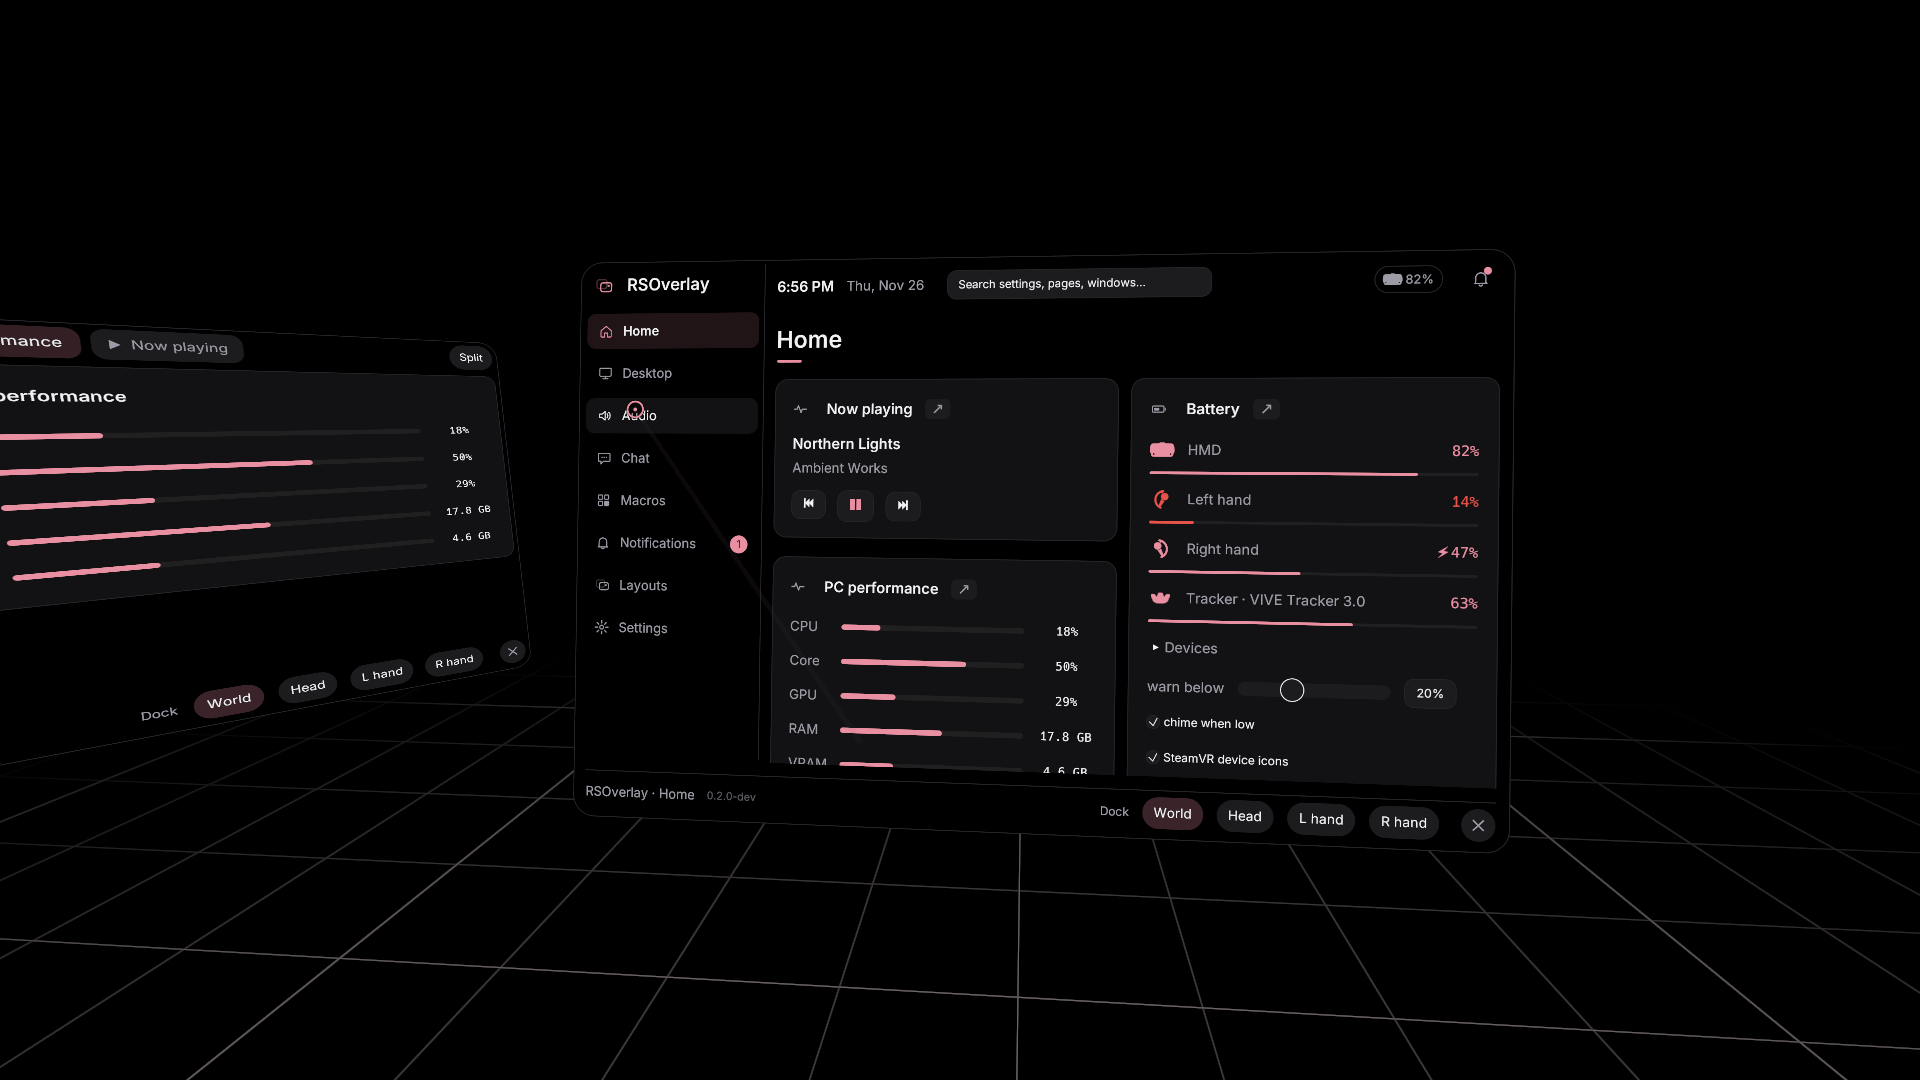 mance
Now playing
Split
performance
18%
50%
29%
17.8 GB
4.6 GB
Dock
World
Head
L hand
R hand
RSOverlay
Home
Desktop
Audio
Chat
Macros
Notifications
1
Layouts
Settings
6:56 PM
Thu, Nov 26
Search settings, pages, windows...
82%
Home
Now playing
Northern Lights
Ambient Works
PC performance
CPU
18%
Core
50%
GPU
29%
RAM
17.8 GB
VRAM
4.6 GB
Battery
HMD
82%
Left hand
14%
Right hand
47%
Tracker · VIVE Tracker 3.0
63%
Devices
warn below
20%
chime when low
SteamVR device icons
RSOverlay · Home
0.2.0-dev
Dock
World
Head
L hand
R hand